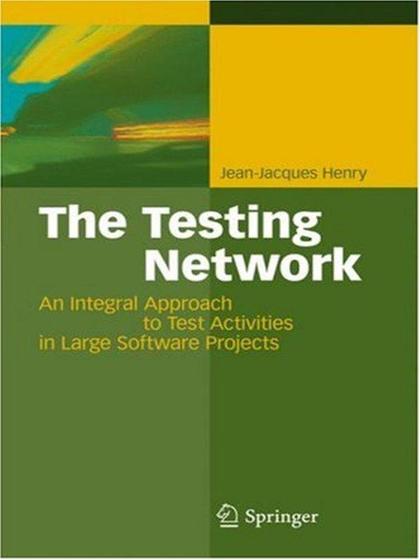 Jean-Jacques Henry
The Testing
Network
An Integral Approach
to Test Activities
in Large Software Projects
Springer